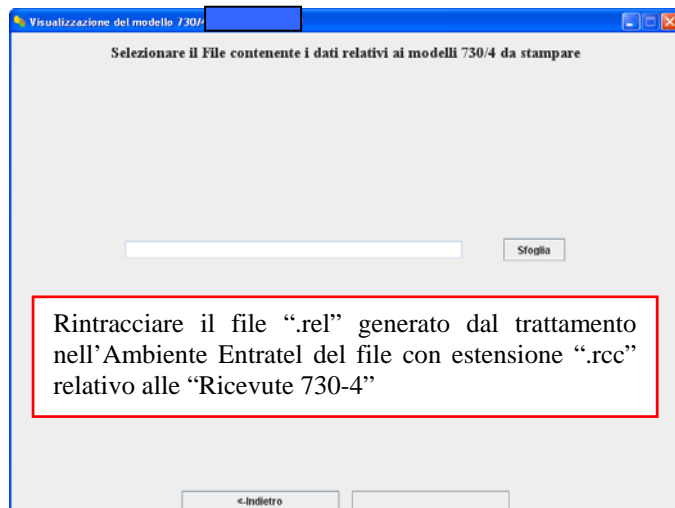 Visualizzazione del modello 730/4
Selezionare il File contenente i dati relativi ai modelli 730/4 da stampare
Sfoglia
Rintracciare il file “.rel” generato dal trattamento
nell’Ambiente Entratel del file con estensione “.rcc”
relativo alle “Ricevute 730-4”
<-Indietro